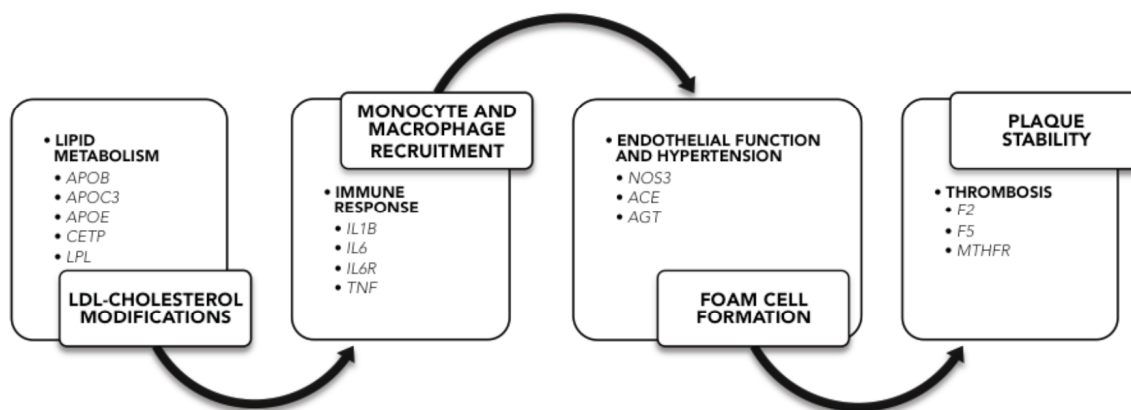 • LIPID
METABOLISM
• APOB
• APOC3
• APOE
• CETP
• LPL
LDL-CHOLESTEROL
MODIFICATIONS
MONOCYTE AND
MACROPHAGE
RECRUITMENT
• IMMUNE
RESPONSE
• IL1B
• IL6
• IL6R
• TNF
• ENDOTHELIAL FUNCTION
AND HYPERTENSION
• NOS3
• ACE
• AGT
FOAM CELL
FORMATION
PLAQUE
STABILITY
• THROMBOSIS
• F2
• F5
• MTHFR